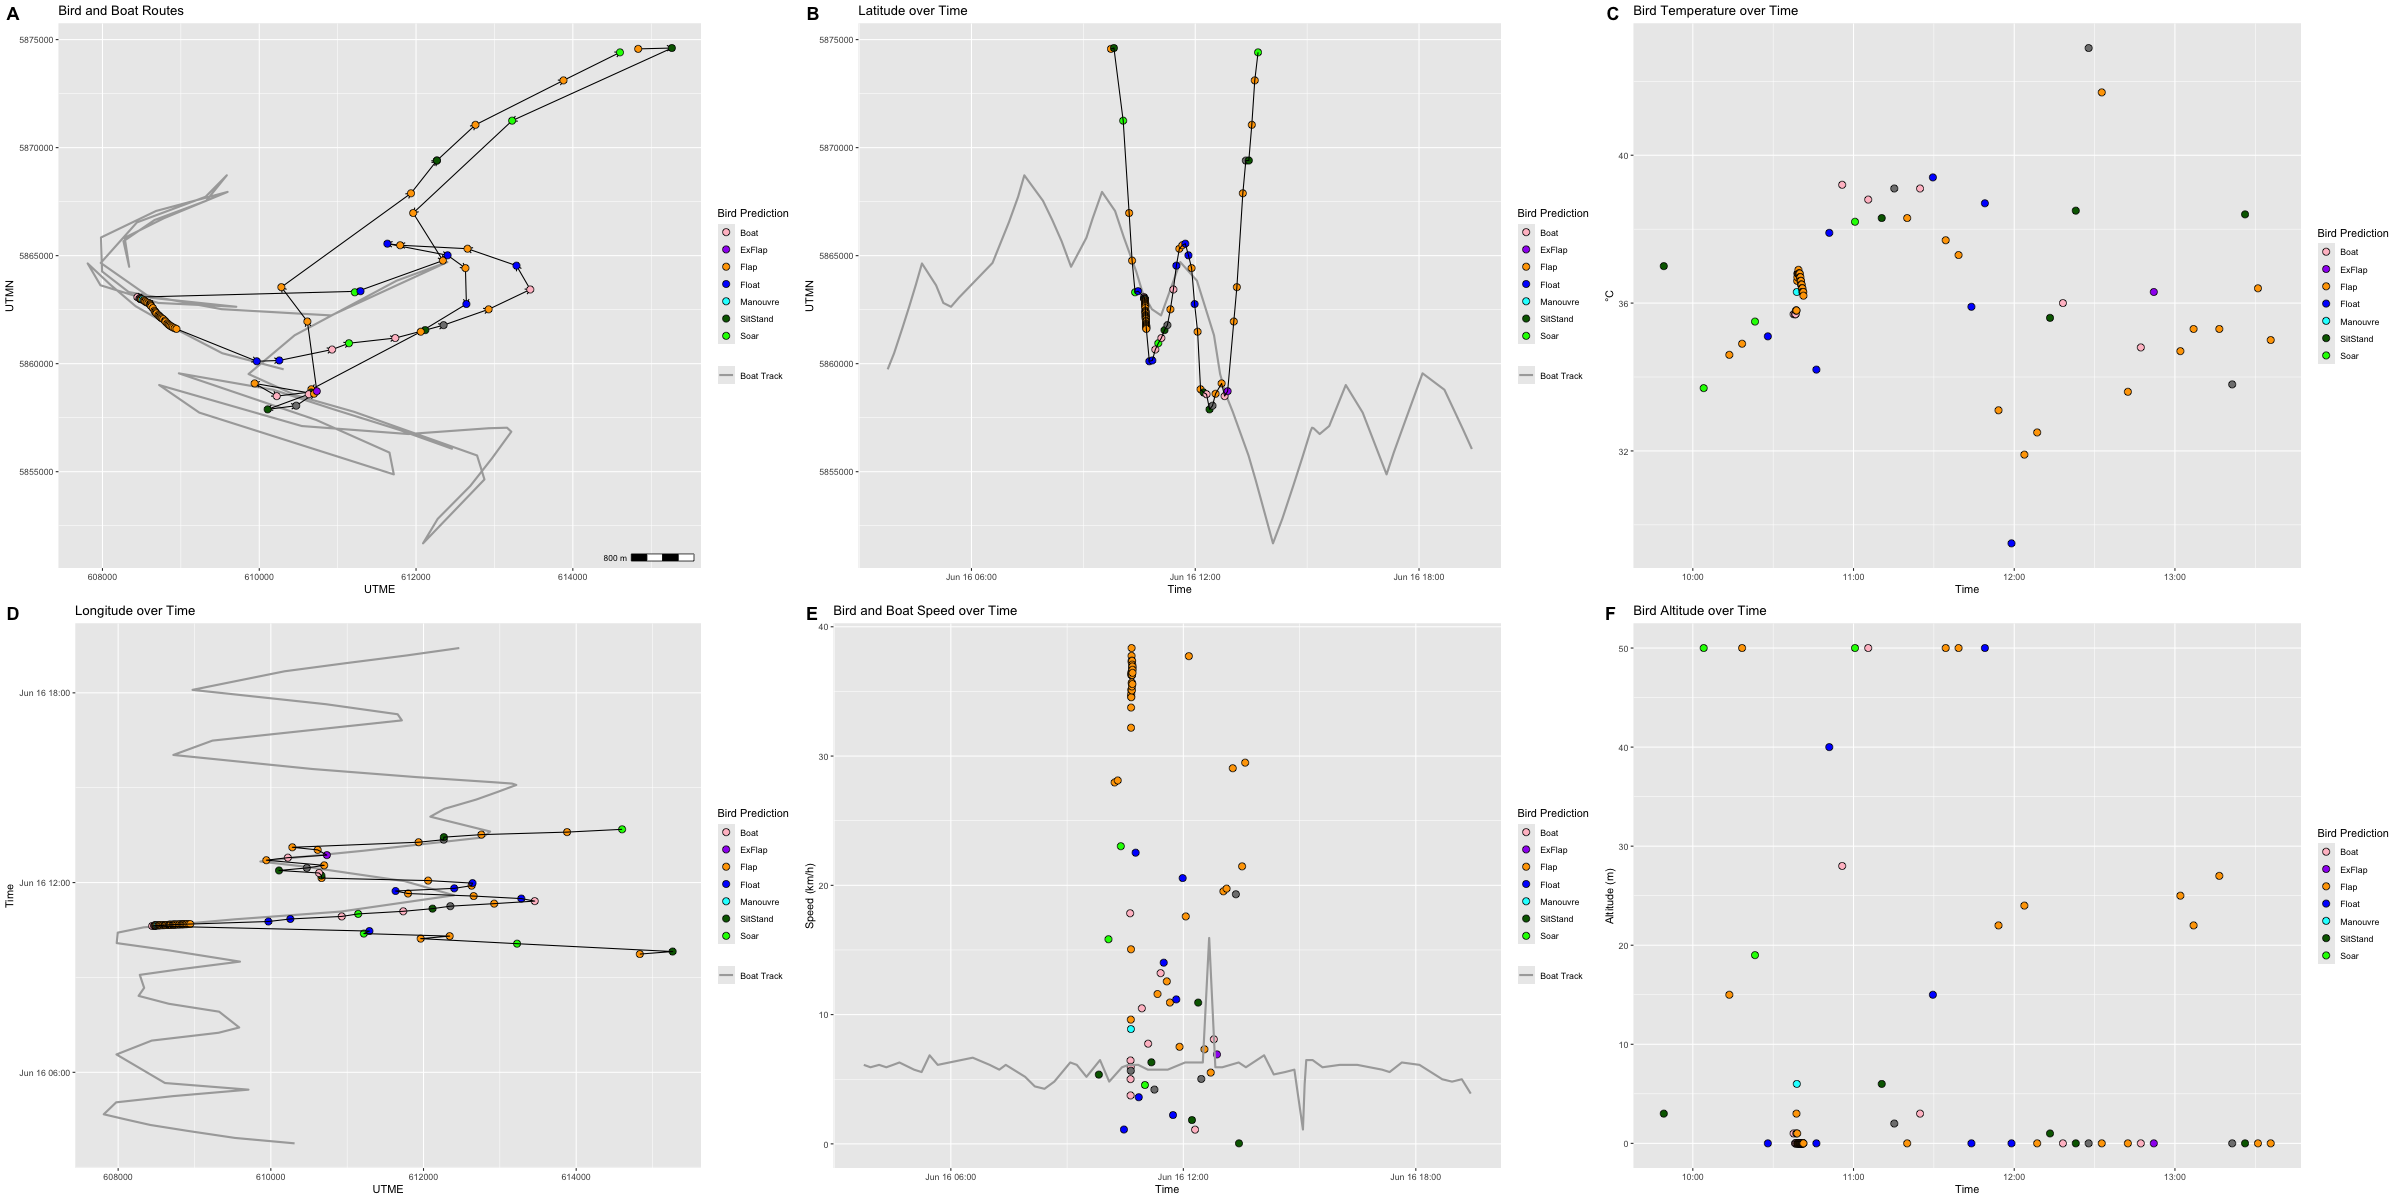 A Bird and Boat Routes
UTMN
5875000
5870000
5865000
5860000
5855000
608000 610000 612000 614000
UTME
800 m
Bird Prediction
Boat
ExFlap
Flap
Float
Manouvre
SitStand
Soar
Boat Track
B Latitude over Time
UTMN
5875000
5870000
5865000
5860000
5855000
Jun 16 06:00 Jun 16 12:00 Jun 16 18:00
Time
Bird Prediction
Boat
ExFlap
Flap
Float
Manouvre
SitStand
Soar
Boat Track
C Bird Temperature over Time
°C
40
36
32
10:00 11:00 12:00 13:00
Time
Bird Prediction
Boat
ExFlap
Flap
Float
Manouvre
SitStand
Soar
D Longitude over Time
Time
Jun 16 18:00
Jun 16 12:00
Jun 16 06:00
608000 610000 612000 614000
UTME
Bird Prediction
Boat
ExFlap
Flap
Float
Manouvre
SitStand
Soar
Boat Track
E Bird and Boat Speed over Time
Speed (km/h)
40
30
20
10
0
Jun 16 06:00 Jun 16 12:00 Jun 16 18:00
Time
Bird Prediction
Boat
ExFlap
Flap
Float
Manouvre
SitStand
Soar
Boat Track
F Bird Altitude over Time
Altitude (m)
50
40
30
20
10
0
10:00 11:00 12:00 13:00
Time
Bird Prediction
Boat
ExFlap
Flap
Float
Manouvre
SitStand
Soar